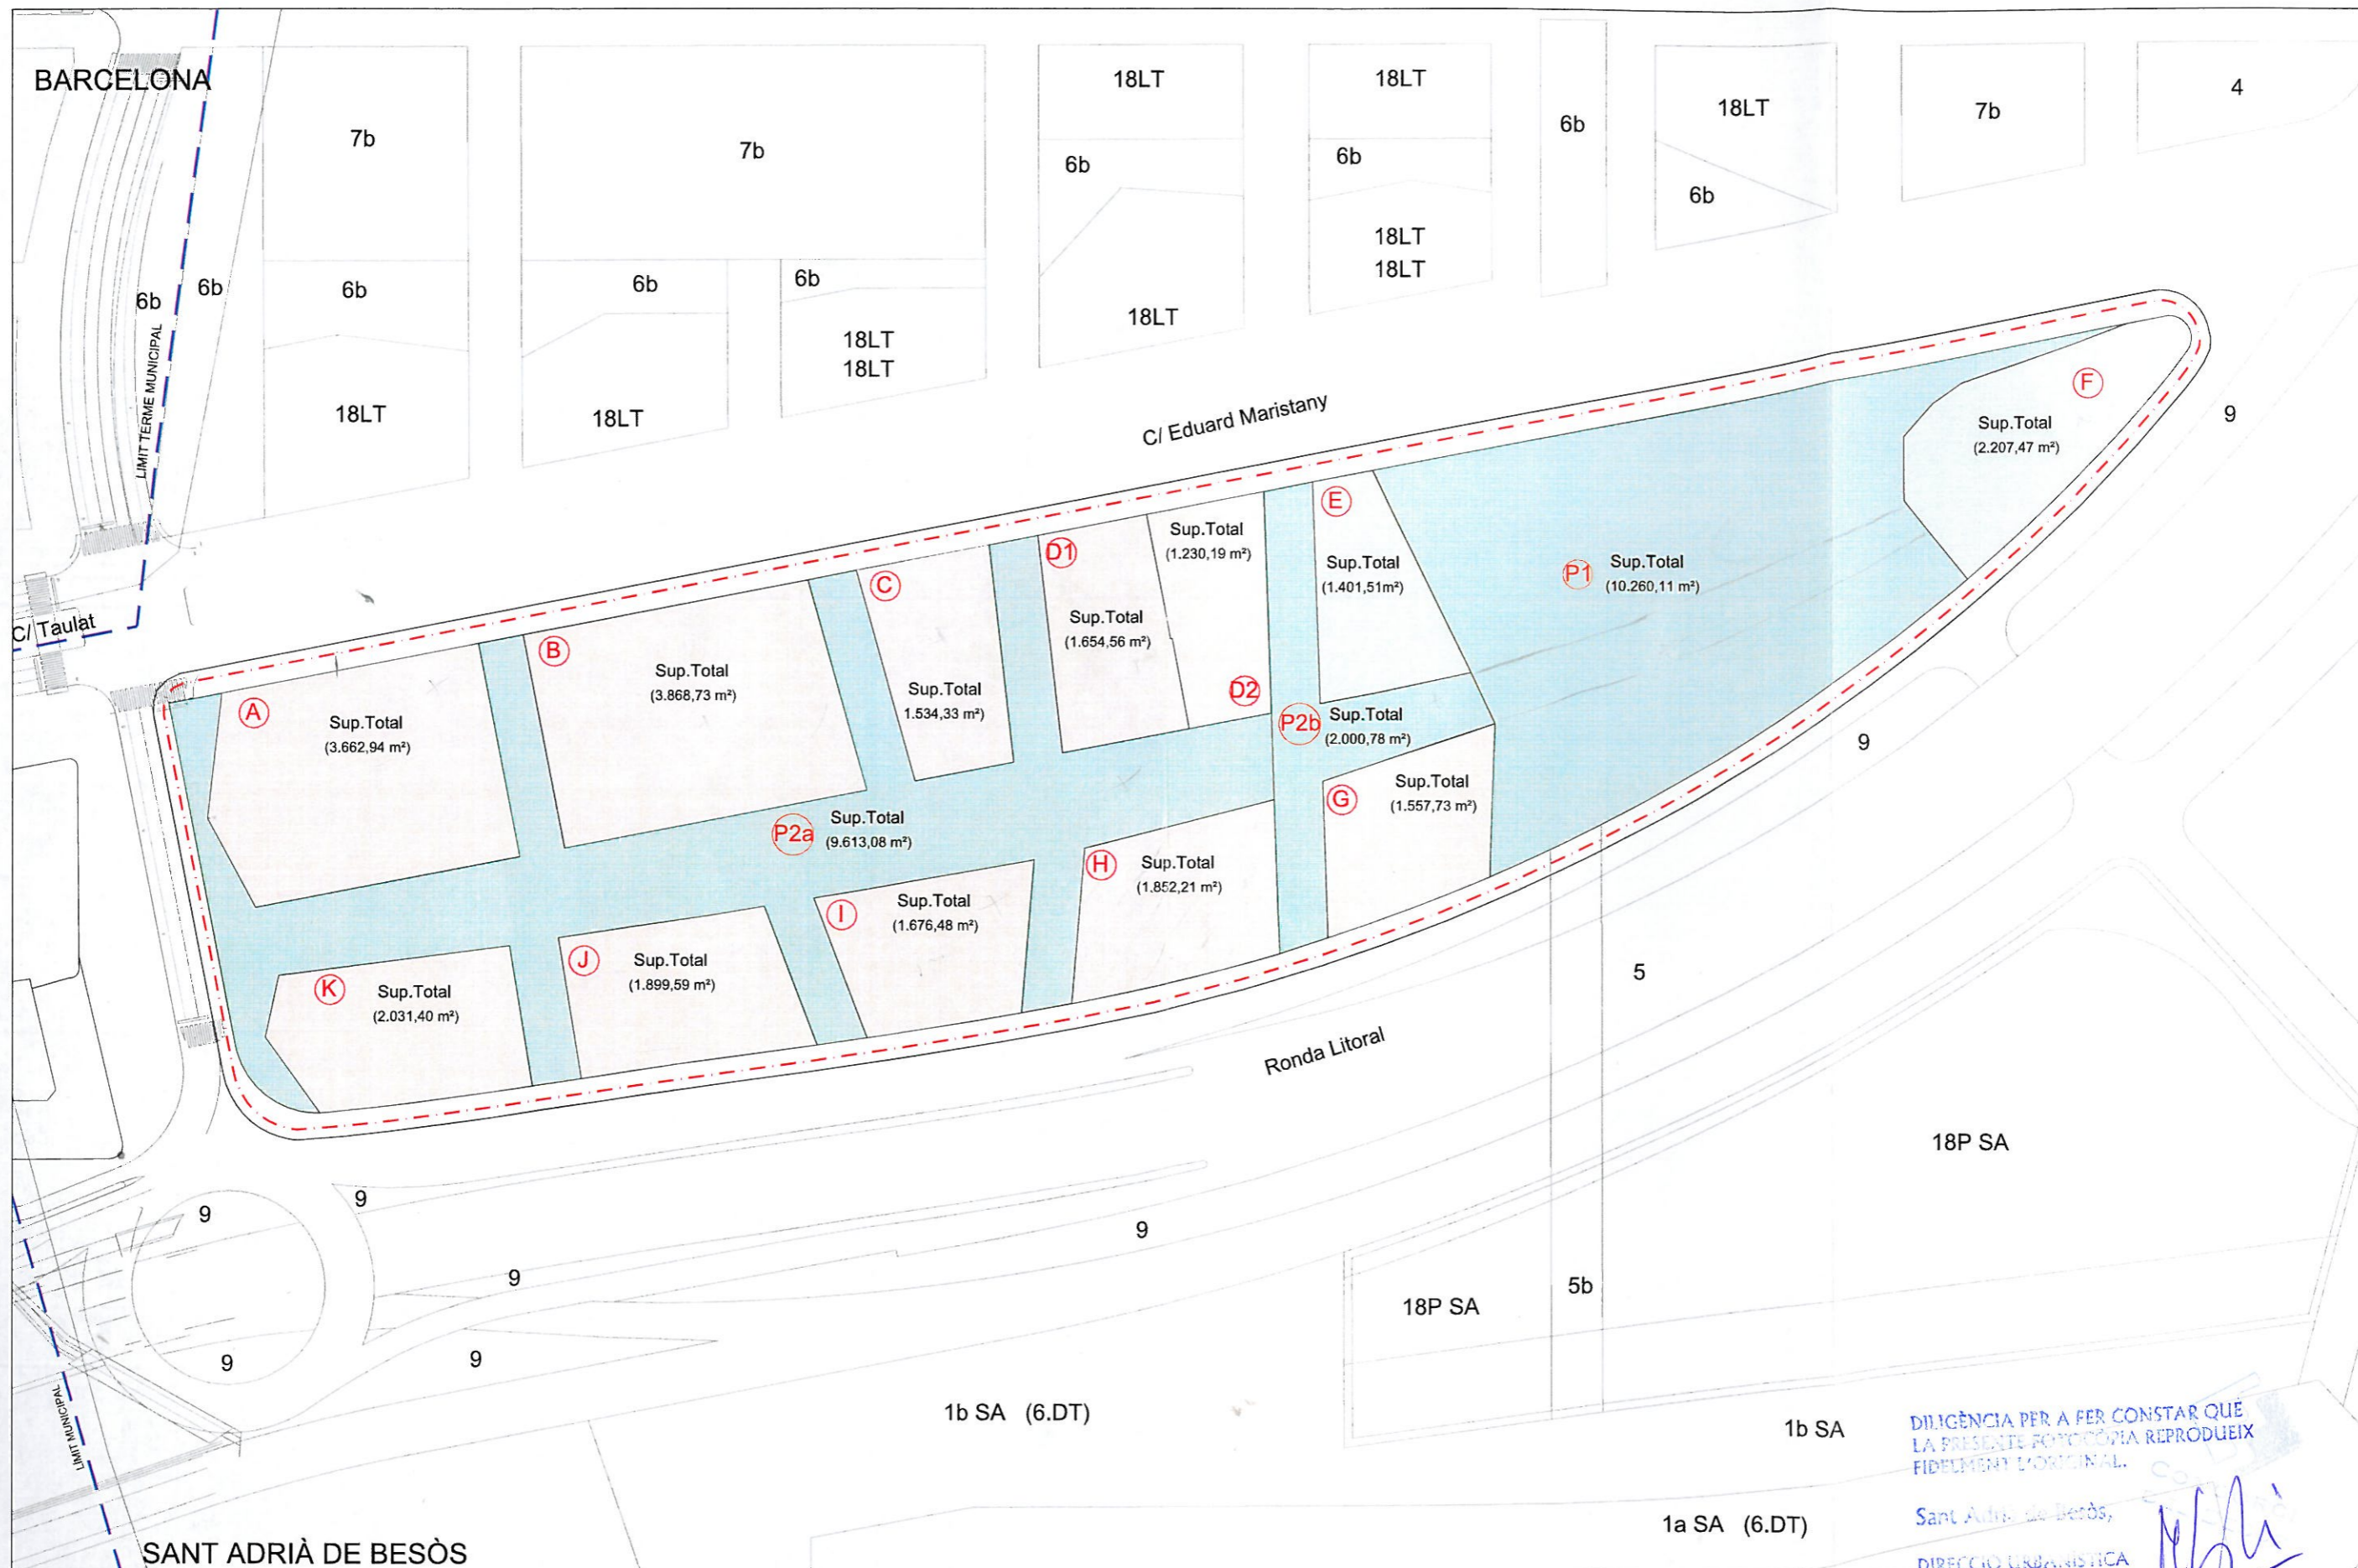 BARCELONA
7b
7b
18LT
18LT
6b
18LT
7b
4
6b
6b
6b
6b
6b
6b
6b
6b
18LT
18LT
18LT
18LT
18LT
18LT
18LT
18LT
LIMIT TERME MUNICIPAL
C/ Eduard Maristany
C/ Taulat
F
Sup.Total
(2.207,47 m²)
9
E
Sup.Total
(1.401,51m²)
Sup.Total
(1.230,19 m²)
D2
D1
Sup.Total
(1.654,56 m²)
P1
Sup.Total
(10.260,11 m²)
C
Sup.Total
1.534,33 m²)
B
Sup.Total
(3.868,73 m²)
A
Sup.Total
(3.662,94 m²)
P2b
Sup.Total
(2.000,78 m²)
9
G
Sup.Total
(1.557,73 m²)
P2a
Sup.Total
(9.613,08 m²)
H
Sup.Total
(1.852,21 m²)
I
Sup.Total
(1.676,48 m²)
J
Sup.Total
(1.899,59 m²)
K
Sup.Total
(2.031,40 m²)
5
Ronda Litoral
18P SA
9
9
9
9
9
9
5b
18P SA
LIMIT MUNICIPAL
1b SA (6.DT)
1b SA
DILIGÈNCIA PER A FER CONSTAR QUE
LA PRESENTE FOTOCÒPIA REPRODUEIX
FIDELMENT L'ORIGINAL.
1a SA (6.DT)
Sant Adrià de Besòs,
SANT ADRIÀ DE BESÒS
DIRECCIO URBANISTICA